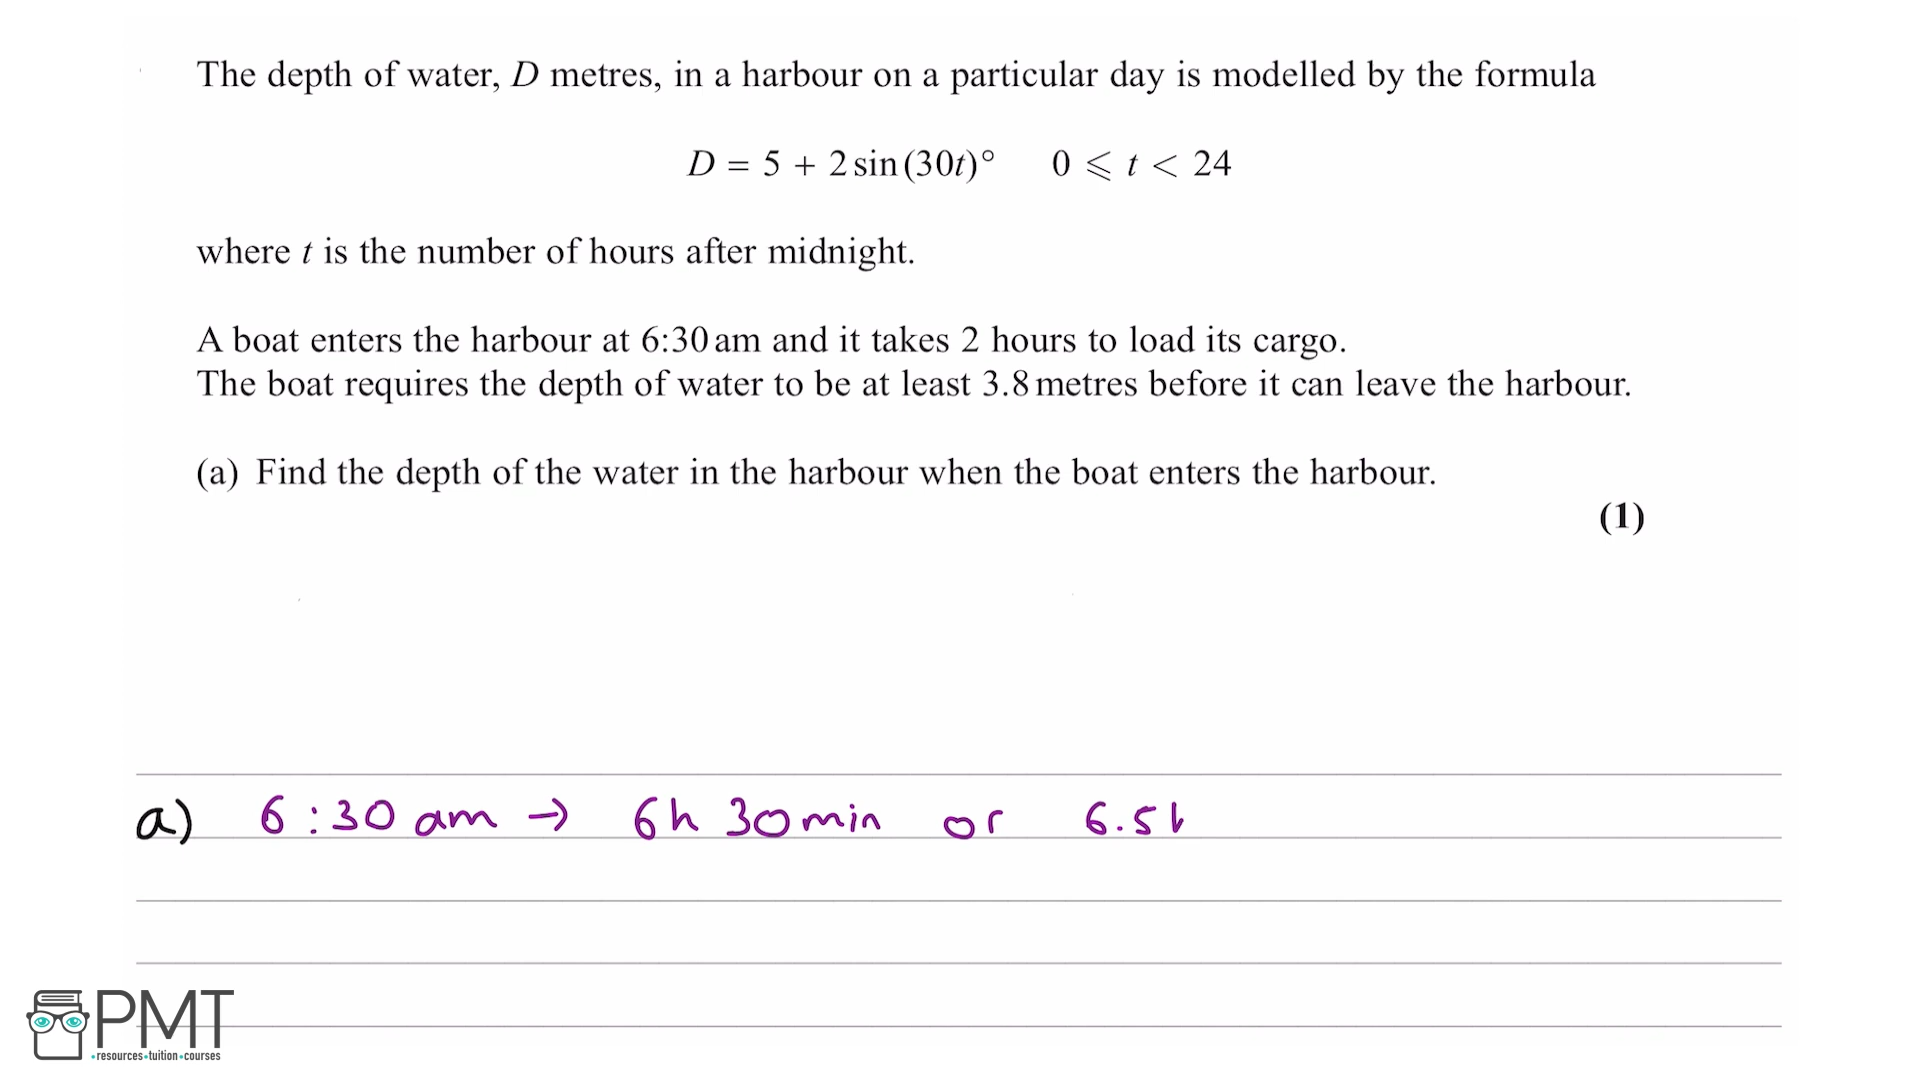 The depth of water, D metres, in a harbour on a particular day is modelled by the formula
D = 5 + 2 sin (30t)° 0 ⩽ t < 24
where t is the number of hours after midnight.
A boat enters the harbour at 6:30 am and it takes 2 hours to load its cargo.
The boat requires the depth of water to be at least 3.8 metres before it can leave the harbour.
(a) Find the depth of the water in the harbour when the boat enters the harbour.
(1)
a) 6:30 am → 6h 30min or 6.5
PMT
•resources•tuition•courses